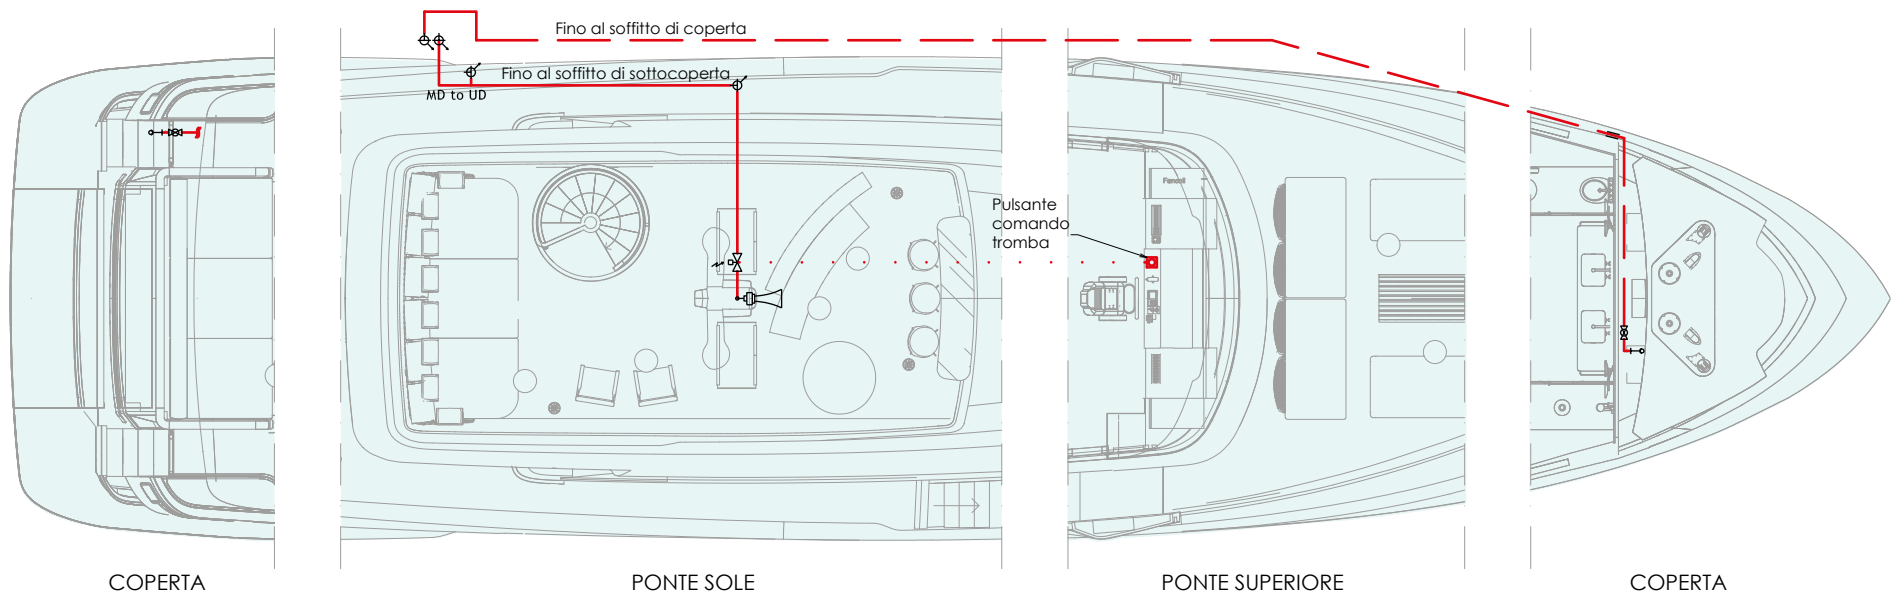 Fino al soffitto di coperta
Fino al soffitto di sottocoperta
MD to UD
Pulsante
comando
tromba
Fancoil
COPERTA
PONTE SOLE
PONTE SUPERIORE
COPERTA